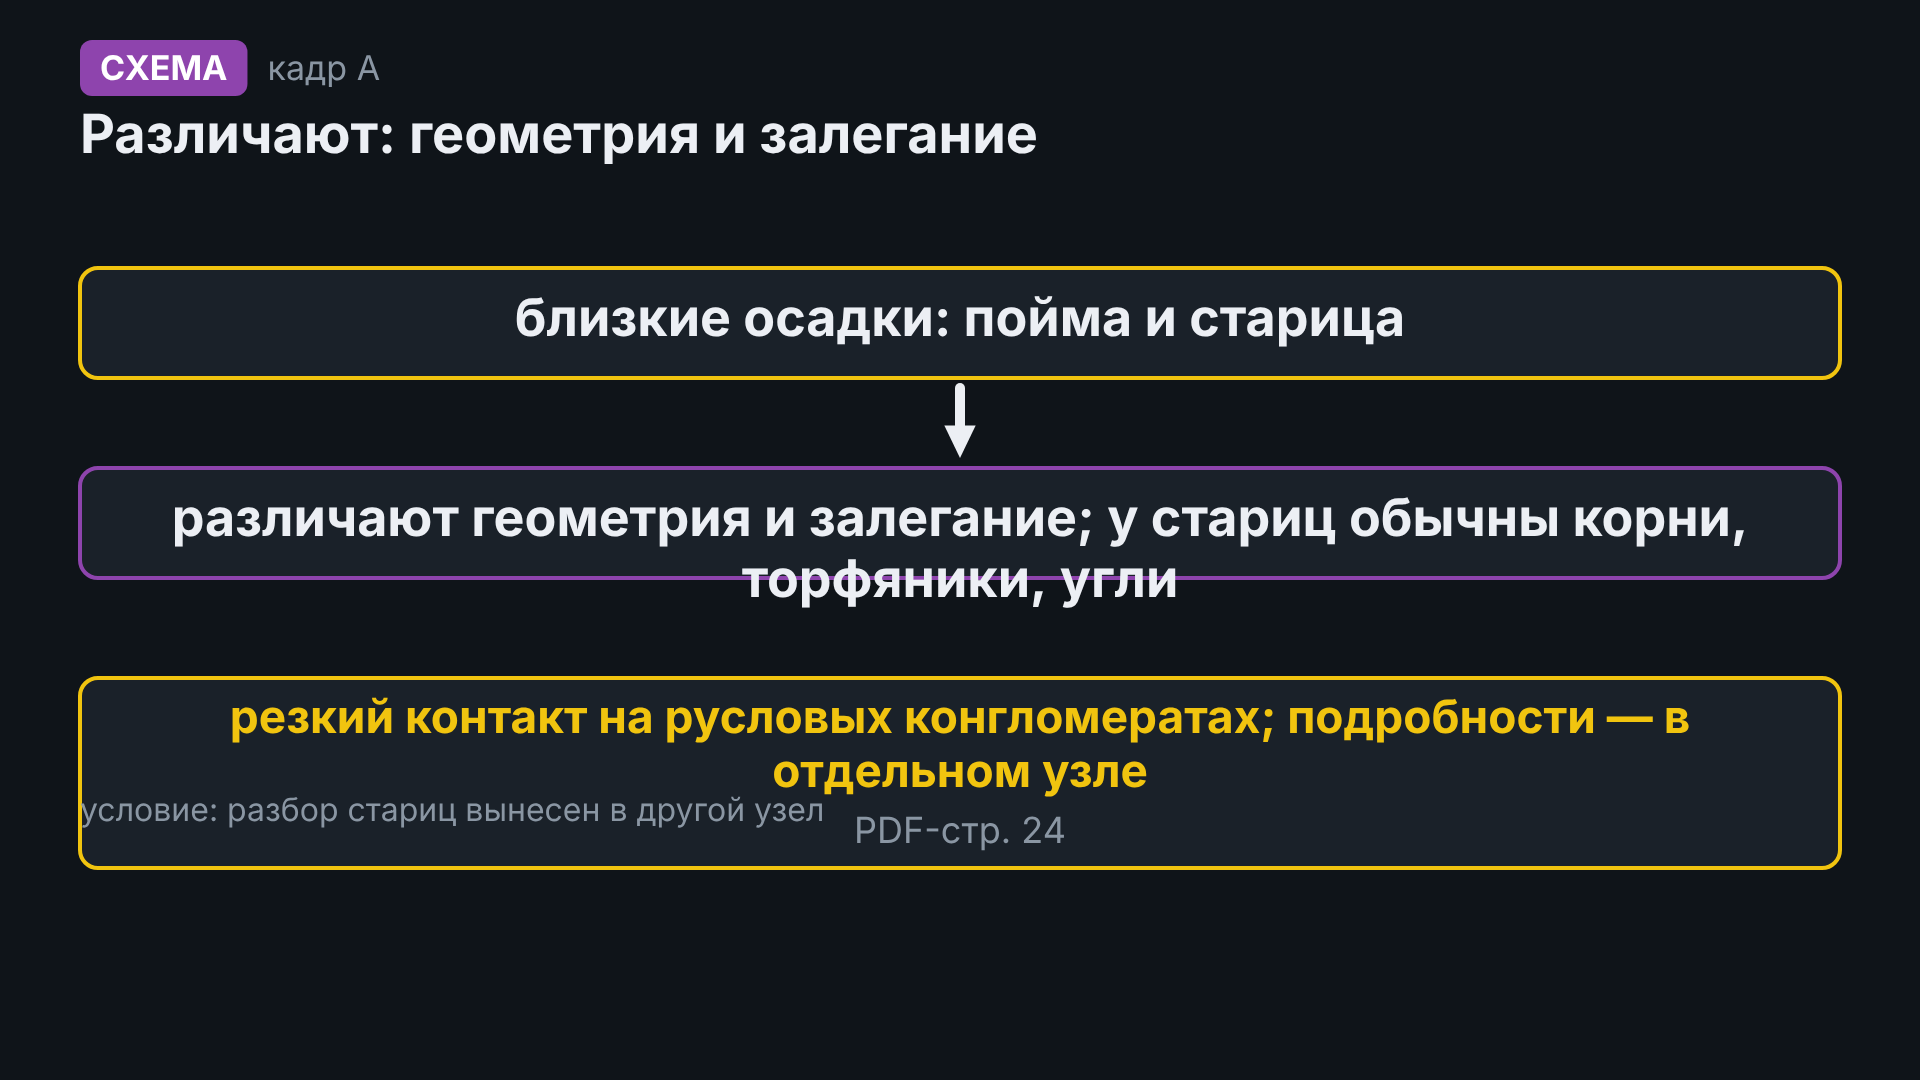 СХЕМА кадр А
Различают: геометрия и залегание
близкие осадки: пойма и старица
различают геометрия и залегание; у стариц обычны корни,
торфяники, угли
резкий контакт на русловых конгломератах; подробности — в
отдельном узле
условие: разбор стариц вынесен в другой узел
PDF-стр. 24